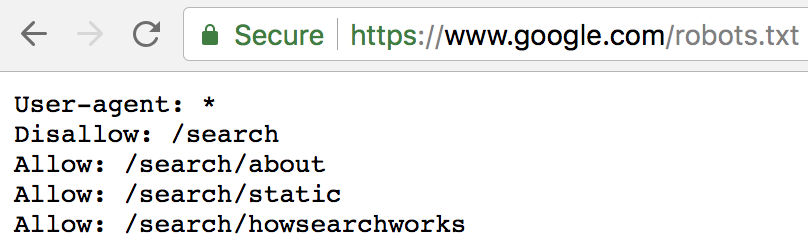 Secure https://www.google.com/robots.txt
User-agent: *
Disallow: /search
Allow: /search/about
Allow: /search/static
Allow: /search/howsearchworks